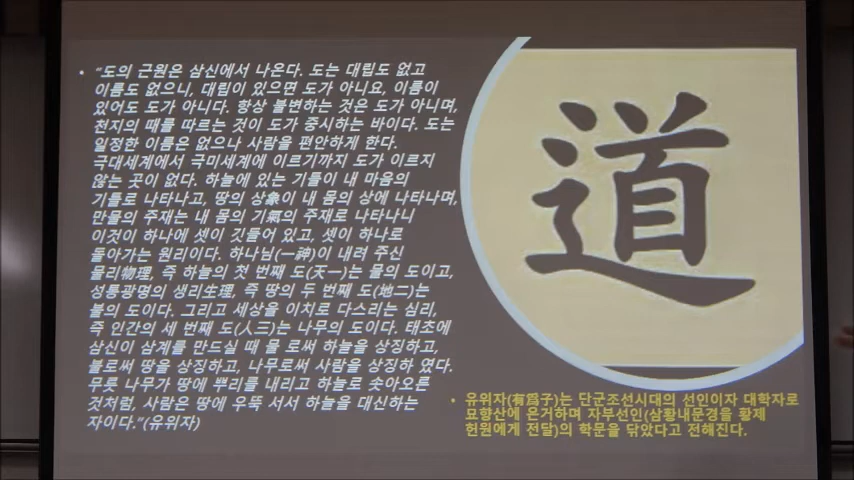 • "도의 근원은 삼신에서 나온다. 도는 대립도 없고
이름도 없으니, 대립이 있으면 도가 아니요, 이름이
있어도 도가 아니다. 항상 불변하는 것은 도가 아니며,
천지의 때를 따르는 것이 도가 중시하는 바이다. 도는
일정한 이름은 없으나 사람을 편안하게 한다.
극대세계에서 극미세계에 이르기까지 도가 이르지
않는 곳이 없다. 하늘에 있는 기틀이 내 마음의
기틀로 나타나고, 땅의 상象이 내 몸의 상에 나타나며,
만물의 주재는 내 몸의 기氣의 주재로 나타나니
이것이 하나에 셋이 깃들어 있고, 셋이 하나로
돌아가는 원리이다. 하나님(一神)이 내려 주신
물리物理, 즉 하늘의 첫 번째 도(天一)는 물의 도이고,
성통광명의 생리生理, 즉 땅의 두 번째 도(地二)는
불의 도이다. 그리고 세상을 이치로 다스리는 심리,
즉 인간의 세 번째 도(人三)는 나무의 도이다. 태초에
삼신이 삼계를 만드실 때 물 로써 하늘을 상징하고,
불로써 땅을 상징하고, 나무로써 사람을 상징하 였다.
무릇 나무가 땅에 뿌리를 내리고 하늘로 솟아오른
것처럼, 사람은 땅에 우뚝 서서 하늘을 대신하는
자이다."(유위자)
道
• 유위자(有爲子)는 단군조선시대의 선인이자 대학자로
묘향산에 은거하며 자부선인(삼황내문경을 황제
헌원에게 전달)의 학문을 닦았다고 전해진다.